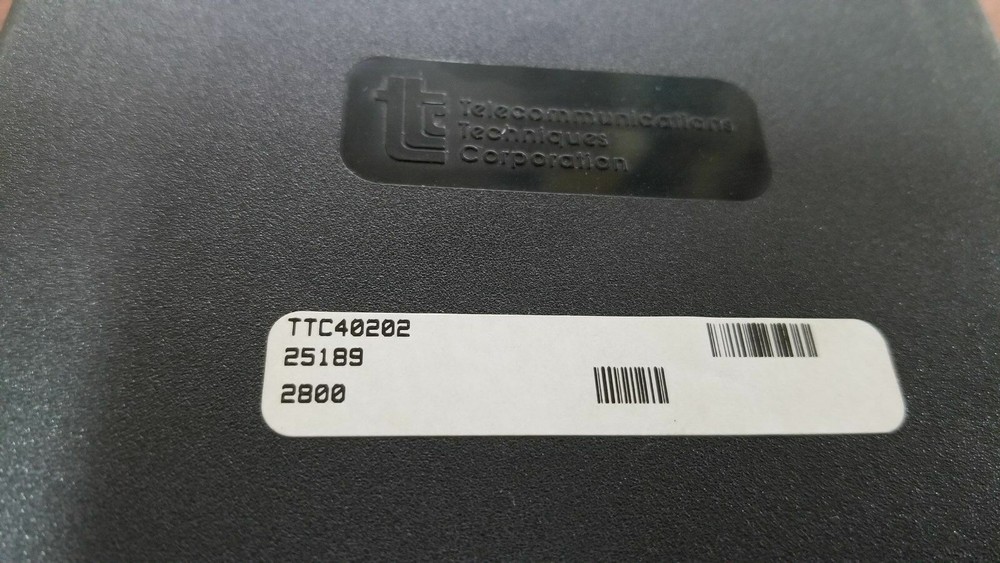 ttc
Telecommunications
Techniques
Corporation
TTC40202
25189
2800